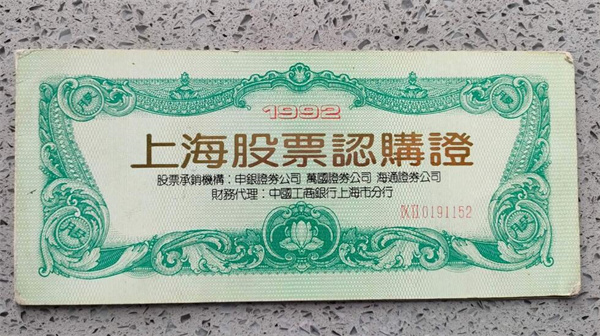 1992
上海股票認購證
股票承銷機構：申銀證券公司 萬國證券公司 海通證券公司
財務代理：中國工商銀行上海市分行
IXII0191152